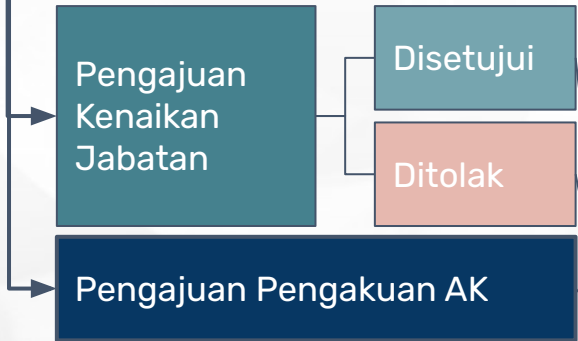 Pengajuan
Kenaikan
Jabatan
Disetujui
Ditolak
Pengajuan Pengakuan AK